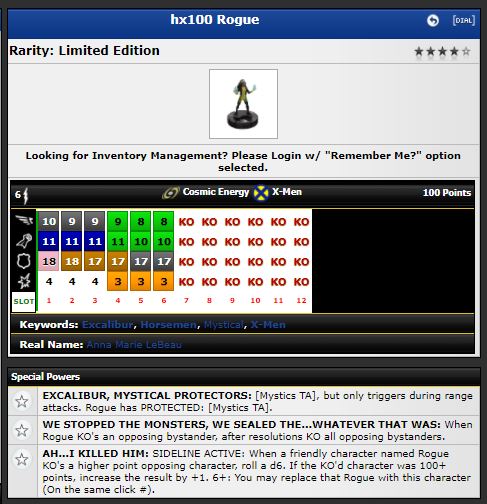 hx100 Rogue
[DIAL]
Rarity: Limited Edition
Looking for Inventory Management? Please Login w/ "Remember Me?" option
selected.
6 Cosmic Energy X-Men 100 Points
10 9 9 9 8 8 KO KO KO KO KO KO
11 11 11 11 10 10 KO KO KO KO KO KO
18 18 17 17 17 17 KO KO KO KO KO KO
4 4 4 3 3 3 KO KO KO KO KO KO
SLOT 1 2 3 4 5 6 7 8 9 10 11 12
Keywords: Excalibur, Horsemen, Mystical, X-Men
Real Name: Anna Marie LeBeau
Special Powers
EXCALIBUR, MYSTICAL PROTECTORS: [Mystics TA], but only triggers during range
attacks. Rogue has PROTECTED: [Mystics TA].
WE STOPPED THE MONSTERS, WE SEALED THE...WHATEVER THAT WAS: When
Rogue KO's an opposing bystander, after resolutions KO all opposing bystanders.
AH...I KILLED HIM: SIDELINE ACTIVE: When a friendly character named Rogue
KO's a higher point opposing character, roll a d6. If the KO'd character was 100+
points, increase the result by +1. 6+: You may replace that Rogue with this character
(On the same click #).